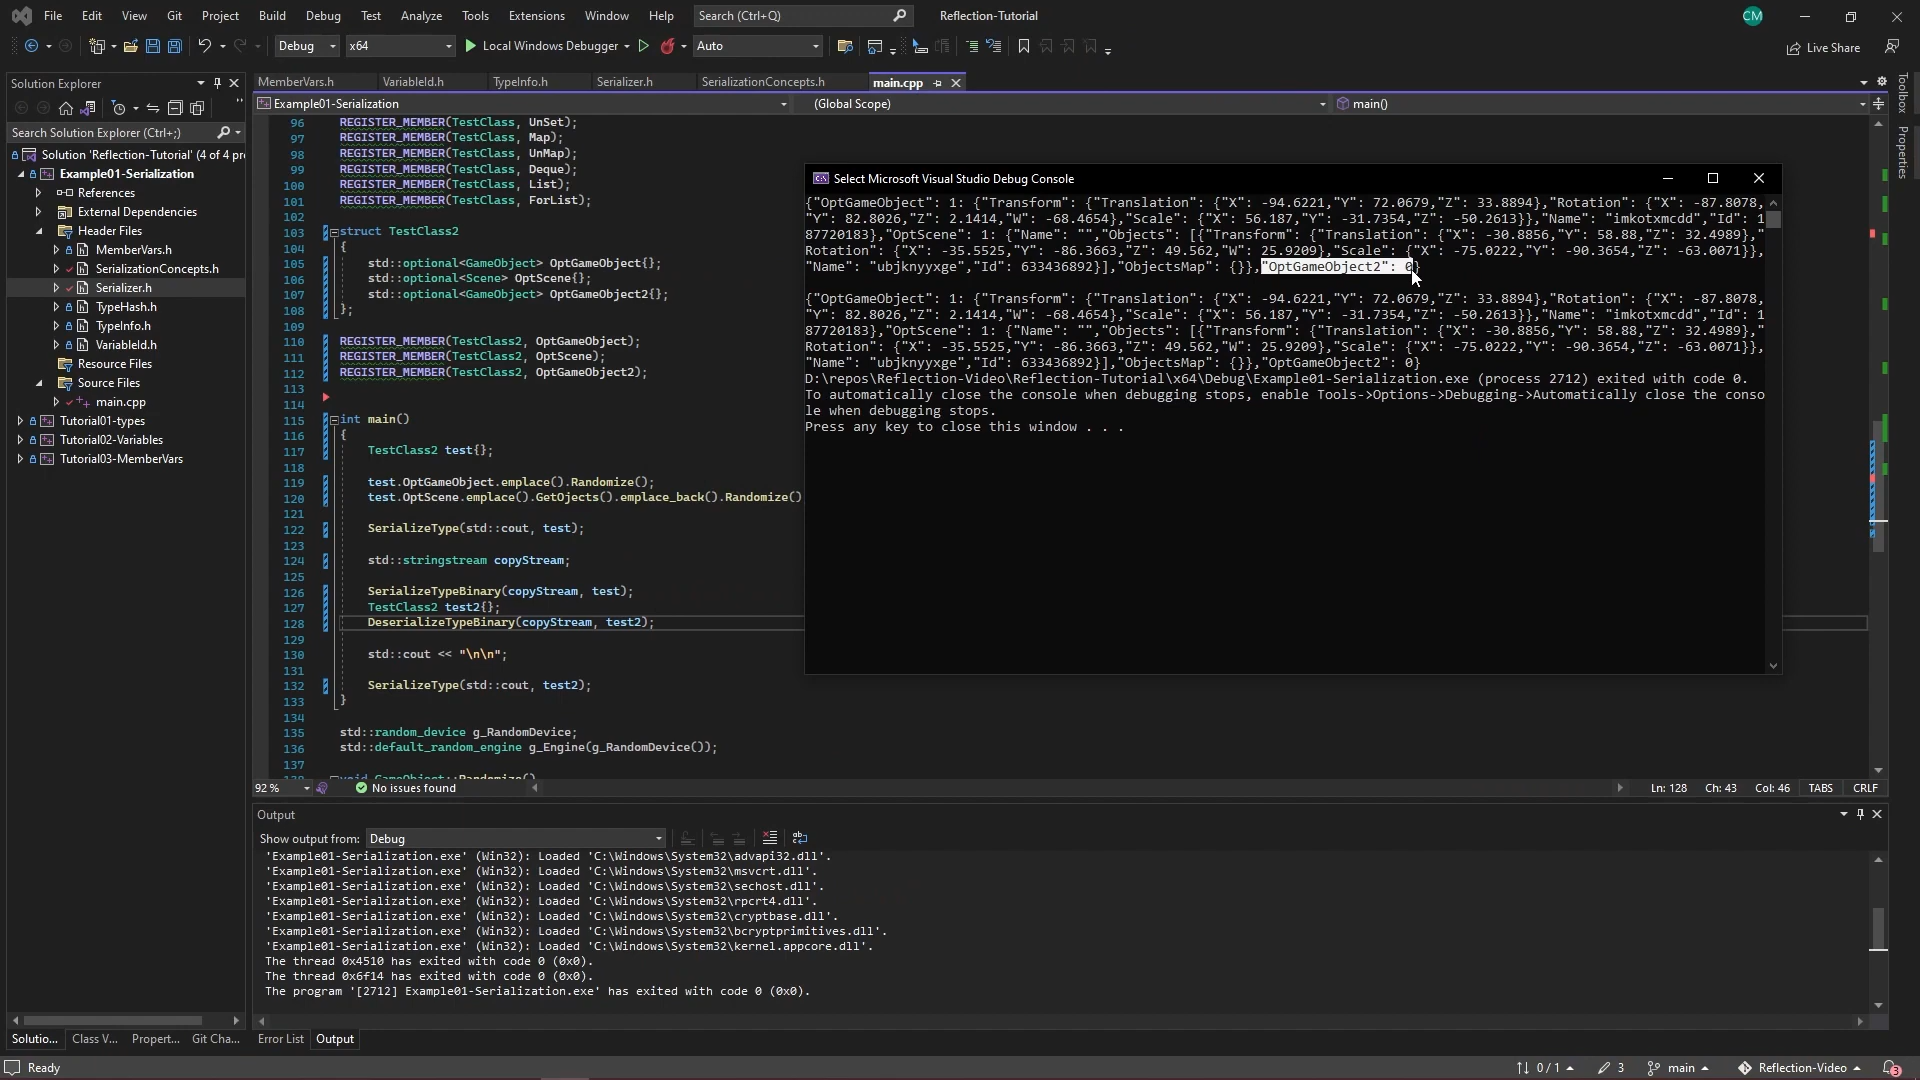 File Edit View Git Project Build Debug Test Analyze Tools Extensions Window Help Search (Ctrl+Q) Reflection-Tutorial CM
Debug x64 Local Windows Debugger Auto Live Share
Solution Explorer
Search Solution Explorer (Ctrl+;)
Solution 'Reflection-Tutorial' (4 of 4 pr
Example01-Serialization
References
External Dependencies
Header Files
MemberVars.h
SerializationConcepts.h
Serializer.h
TypeHash.h
TypeInfo.h
VariableId.h
Resource Files
Source Files
main.cpp
Tutorial01-types
Tutorial02-Variables
Tutorial03-MemberVars
Solutio... Class V... Propert... Git Cha...
MemberVars.h VariableId.h TypeInfo.h Serializer.h SerializationConcepts.h main.cpp
Example01-Serialization (Global Scope) main()
96 REGISTER_MEMBER(TestClass, UnSet);
97 REGISTER_MEMBER(TestClass, Map);
98 REGISTER_MEMBER(TestClass, UnMap);
99 REGISTER_MEMBER(TestClass, Deque);
100 REGISTER_MEMBER(TestClass, List);
101 REGISTER_MEMBER(TestClass, ForList);
102
103 struct TestClass2
104 {
105 std::optional<GameObject> OptGameObject{};
106 std::optional<Scene> OptScene{};
107 std::optional<GameObject> OptGameObject2{};
108 };
109
110 REGISTER_MEMBER(TestClass2, OptGameObject);
111 REGISTER_MEMBER(TestClass2, OptScene);
112 REGISTER_MEMBER(TestClass2, OptGameObject2);
113
114
115 int main()
116 {
117 TestClass2 test{};
118
119 test.OptGameObject.emplace().Randomize();
120 test.OptScene.emplace().GetOjects().emplace_back().Randomize()
121
122 SerializeType(std::cout, test);
123
124 std::stringstream copyStream;
125
126 SerializeTypeBinary(copyStream, test);
127 TestClass2 test2{};
128 DeserializeTypeBinary(copyStream, test2);
129
130 std::cout << "\n\n";
131
132 SerializeType(std::cout, test2);
133 }
134
135 std::random_device g_RandomDevice;
136 std::default_random_engine g_Engine(g_RandomDevice());
137
138 void GameObject::Randomize()
92 % No issues found Ln: 128 Ch: 43 Col: 46 TABS CRLF
Select Microsoft Visual Studio Debug Console
{"OptGameObject": 1: {"Transform": {"Translation": {"X": -94.6221,"Y": 72.0679,"Z": 33.8894},"Rotation": {"X": -87.8078,
"Y": 82.8026,"Z": 2.1414,"W": -68.4654},"Scale": {"X": 56.187,"Y": -31.7354,"Z": -50.2613}},"Name": "imkotxmcdd","Id": 1
87720183},"OptScene": 1: {"Name": "","Objects": [{"Transform": {"Translation": {"X": -30.8856,"Y": 58.88,"Z": 32.4989},"
Rotation": {"X": -35.5525,"Y": -86.3663,"Z": 49.562,"W": 25.9209},"Scale": {"X": -75.0222,"Y": -90.3654,"Z": -63.0071}},
"Name": "ubjknyyxge","Id": 633436892}],"ObjectsMap": {}},"OptGameObject2": 0}
{"OptGameObject": 1: {"Transform": {"Translation": {"X": -94.6221,"Y": 72.0679,"Z": 33.8894},"Rotation": {"X": -87.8078,
"Y": 82.8026,"Z": 2.1414,"W": -68.4654},"Scale": {"X": 56.187,"Y": -31.7354,"Z": -50.2613}},"Name": "imkotxmcdd","Id": 1
87720183},"OptScene": 1: {"Name": "","Objects": [{"Transform": {"Translation": {"X": -30.8856,"Y": 58.88,"Z": 32.4989},"
Rotation": {"X": -35.5525,"Y": -86.3663,"Z": 49.562,"W": 25.9209},"Scale": {"X": -75.0222,"Y": -90.3654,"Z": -63.0071}},
"Name": "ubjknyyxge","Id": 633436892}],"ObjectsMap": {}},"OptGameObject2": 0}
D:\repos\Reflection-Video\Reflection-Tutorial\x64\Debug\Example01-Serialization.exe (process 2712) exited with code 0.
To automatically close the console when debugging stops, enable Tools->Options->Debugging->Automatically close the conso
le when debugging stops.
Press any key to close this window . . .
Toolbox
Properties
Output
Show output from: Debug
'Example01-Serialization.exe' (Win32): Loaded 'C:\Windows\System32\advapi32.dll'.
'Example01-Serialization.exe' (Win32): Loaded 'C:\Windows\System32\msvcrt.dll'.
'Example01-Serialization.exe' (Win32): Loaded 'C:\Windows\System32\sechost.dll'.
'Example01-Serialization.exe' (Win32): Loaded 'C:\Windows\System32\rpcrt4.dll'.
'Example01-Serialization.exe' (Win32): Loaded 'C:\Windows\System32\cryptbase.dll'.
'Example01-Serialization.exe' (Win32): Loaded 'C:\Windows\System32\bcryptprimitives.dll'.
'Example01-Serialization.exe' (Win32): Loaded 'C:\Windows\System32\kernel.appcore.dll'.
The thread 0x4510 has exited with code 0 (0x0).
The thread 0x6f14 has exited with code 0 (0x0).
The program '[2712] Example01-Serialization.exe' has exited with code 0 (0x0).
Error List Output
Ready 0 / 1 3 main Reflection-Video 3